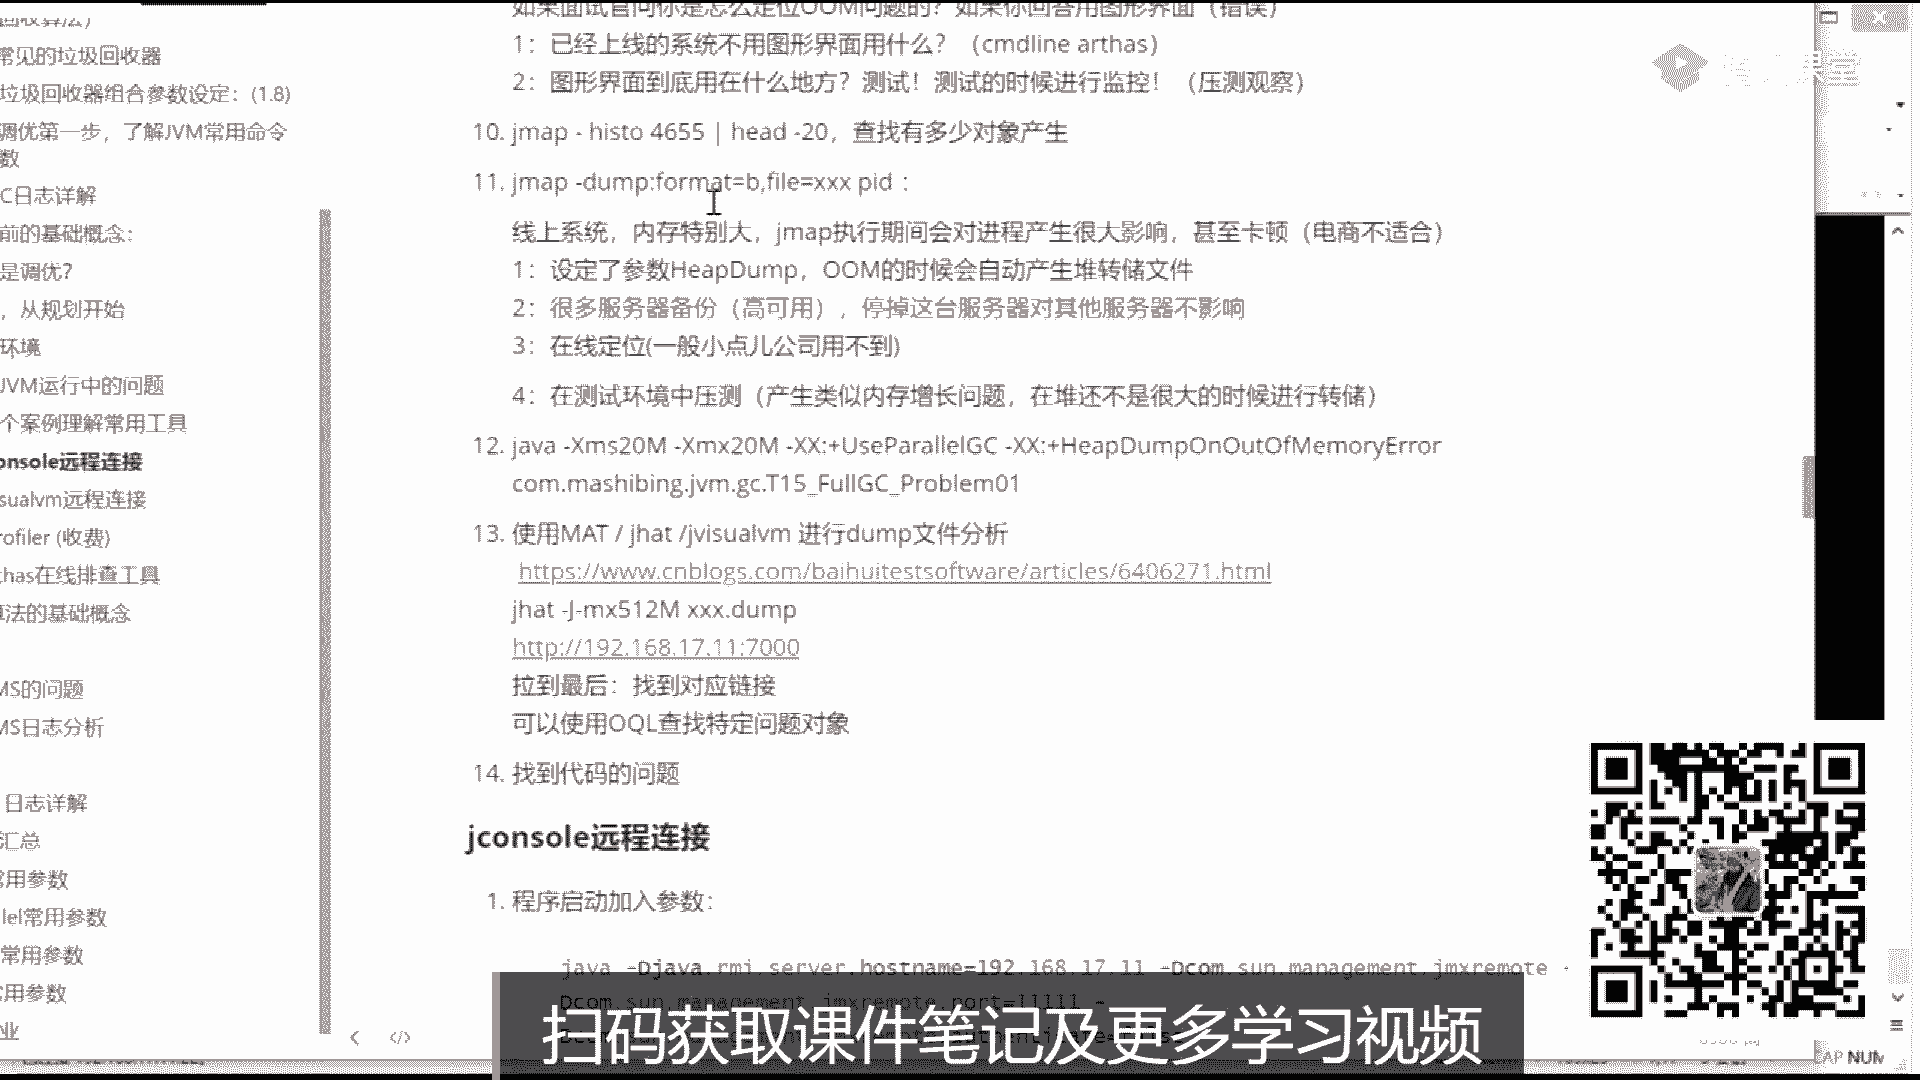 回收算法）
常见的垃圾回收器
垃圾回收器组合参数设定：(1.8)
调优第一步，了解JVM常用命令
数
C日志详解
前的基础概念：
是调优？
，从规划开始
环境
JVM运行中的问题
个案例理解常用工具
onsole远程连接
isualvm远程连接
rofiler (收费)
thas在线排查工具
算法的基础概念
MS的问题
MS日志分析
日志详解
汇总
常用参数
llel常用参数
常用参数
常用参数
业
如果面试官问你是怎么定位OOM问题的？如果你回答用图形界面（错误）
1：已经上线的系统不用图形界面用什么？（cmdline arthas）
2：图形界面到底用在什么地方？测试！测试的时候进行监控！（压测观察）
10. jmap - histo 4655 | head -20，查找有多少对象产生
11. jmap -dump:format=b,file=xxx pid ：
线上系统，内存特别大，jmap执行期间会对进程产生很大影响，甚至卡顿（电商不适合）
1：设定了参数HeapDump，OOM的时候会自动产生堆转储文件
2：很多服务器备份（高可用），停掉这台服务器对其他服务器不影响
3：在线定位(一般小点儿公司用不到)
4：在测试环境中压测（产生类似内存增长问题，在堆还不是很大的时候进行转储）
12. java -Xms20M -Xmx20M -XX:+UseParallelGC -XX:+HeapDumpOnOutOfMemoryError
com.mashibing.jvm.gc.T15_FullGC_Problem01
13. 使用MAT / jhat /jvisualvm 进行dump文件分析
https://www.cnblogs.com/baihuitestsoftware/articles/6406271.html
jhat -J-mx512M xxx.dump
http://192.168.17.11:7000
拉到最后：找到对应链接
可以使用OQL查找特定问题对象
14. 找到代码的问题
jconsole远程连接
1. 程序启动加入参数：
java -Djava.rmi.server.hostname=192.168.17.11 -Dcom.sun.management.jmxremote -
Dcom.sun.management.jmxremote.port=11111 -
扫码获取课件笔记及更多学习视频
CAP NUM